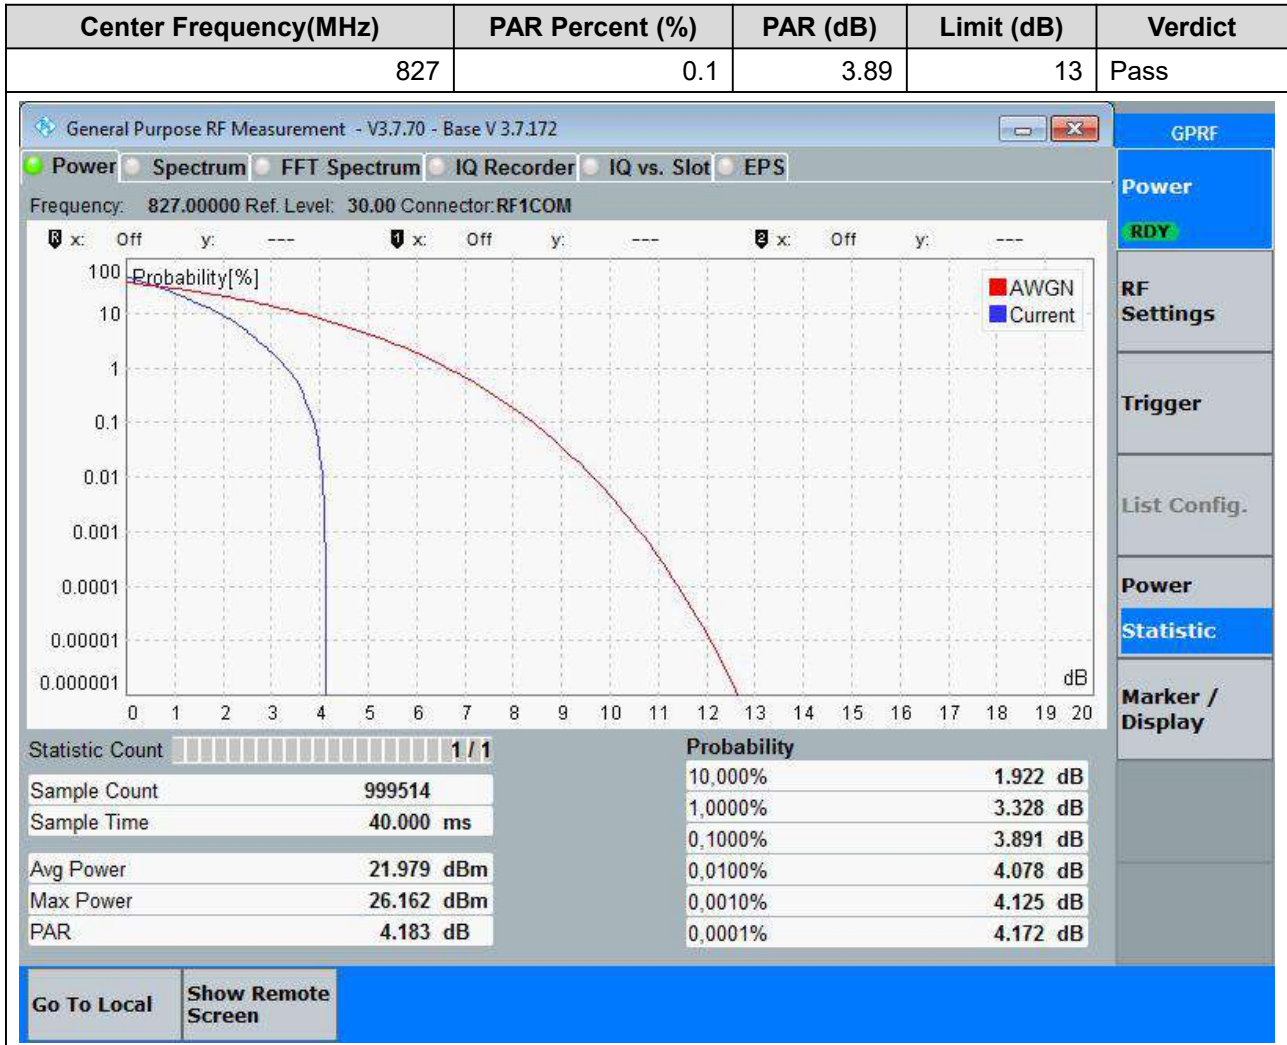 Center Frequency(MHz) PAR Percent (%) PAR (dB) Limit (dB) Verdict
827 0.1 3.89 13 Pass
General Purpose RF Measurement - V3.7.70 - Base V 3.7.172
GPRF
Power Spectrum FFT Spectrum IQ Recorder IQ vs. Slot EPS
Power
RDY
Frequency: 827.00000 Ref. Level: 30.00 Connector:RF1COM
R x: Off y: --- 1 x: Off y: --- 2 x: Off y: ---
Probability[%]
AWGN
Current
100
10
1
0.1
0.01
0.001
0.0001
0.00001
0.000001
dB
0 1 2 3 4 5 6 7 8 9 10 11 12 13 14 15 16 17 18 19 20
RF
Settings
Trigger
List Config.
Power
Statistic
Marker /
Display
Statistic Count 1 / 1
Sample Count 999514
Sample Time 40.000 ms
Avg Power 21.979 dBm
Max Power 26.162 dBm
PAR 4.183 dB
Probability
10,000% 1.922 dB
1,0000% 3.328 dB
0,1000% 3.891 dB
0,0100% 4.078 dB
0,0010% 4.125 dB
0,0001% 4.172 dB
Go To Local
Show Remote
Screen